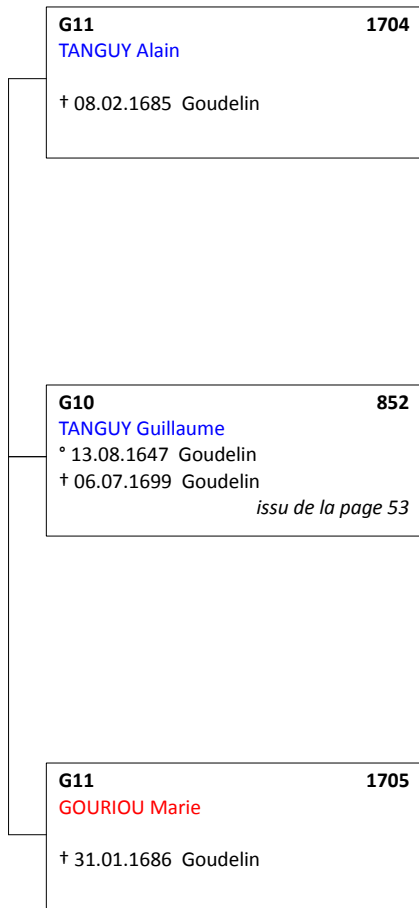 G11 1704
TANGUY Alain
† 08.02.1685 Goudelin
G10 852
TANGUY Guillaume
° 13.08.1647 Goudelin
† 06.07.1699 Goudelin
issu de la page 53
G11 1705
GOURIOU Marie
† 31.01.1686 Goudelin